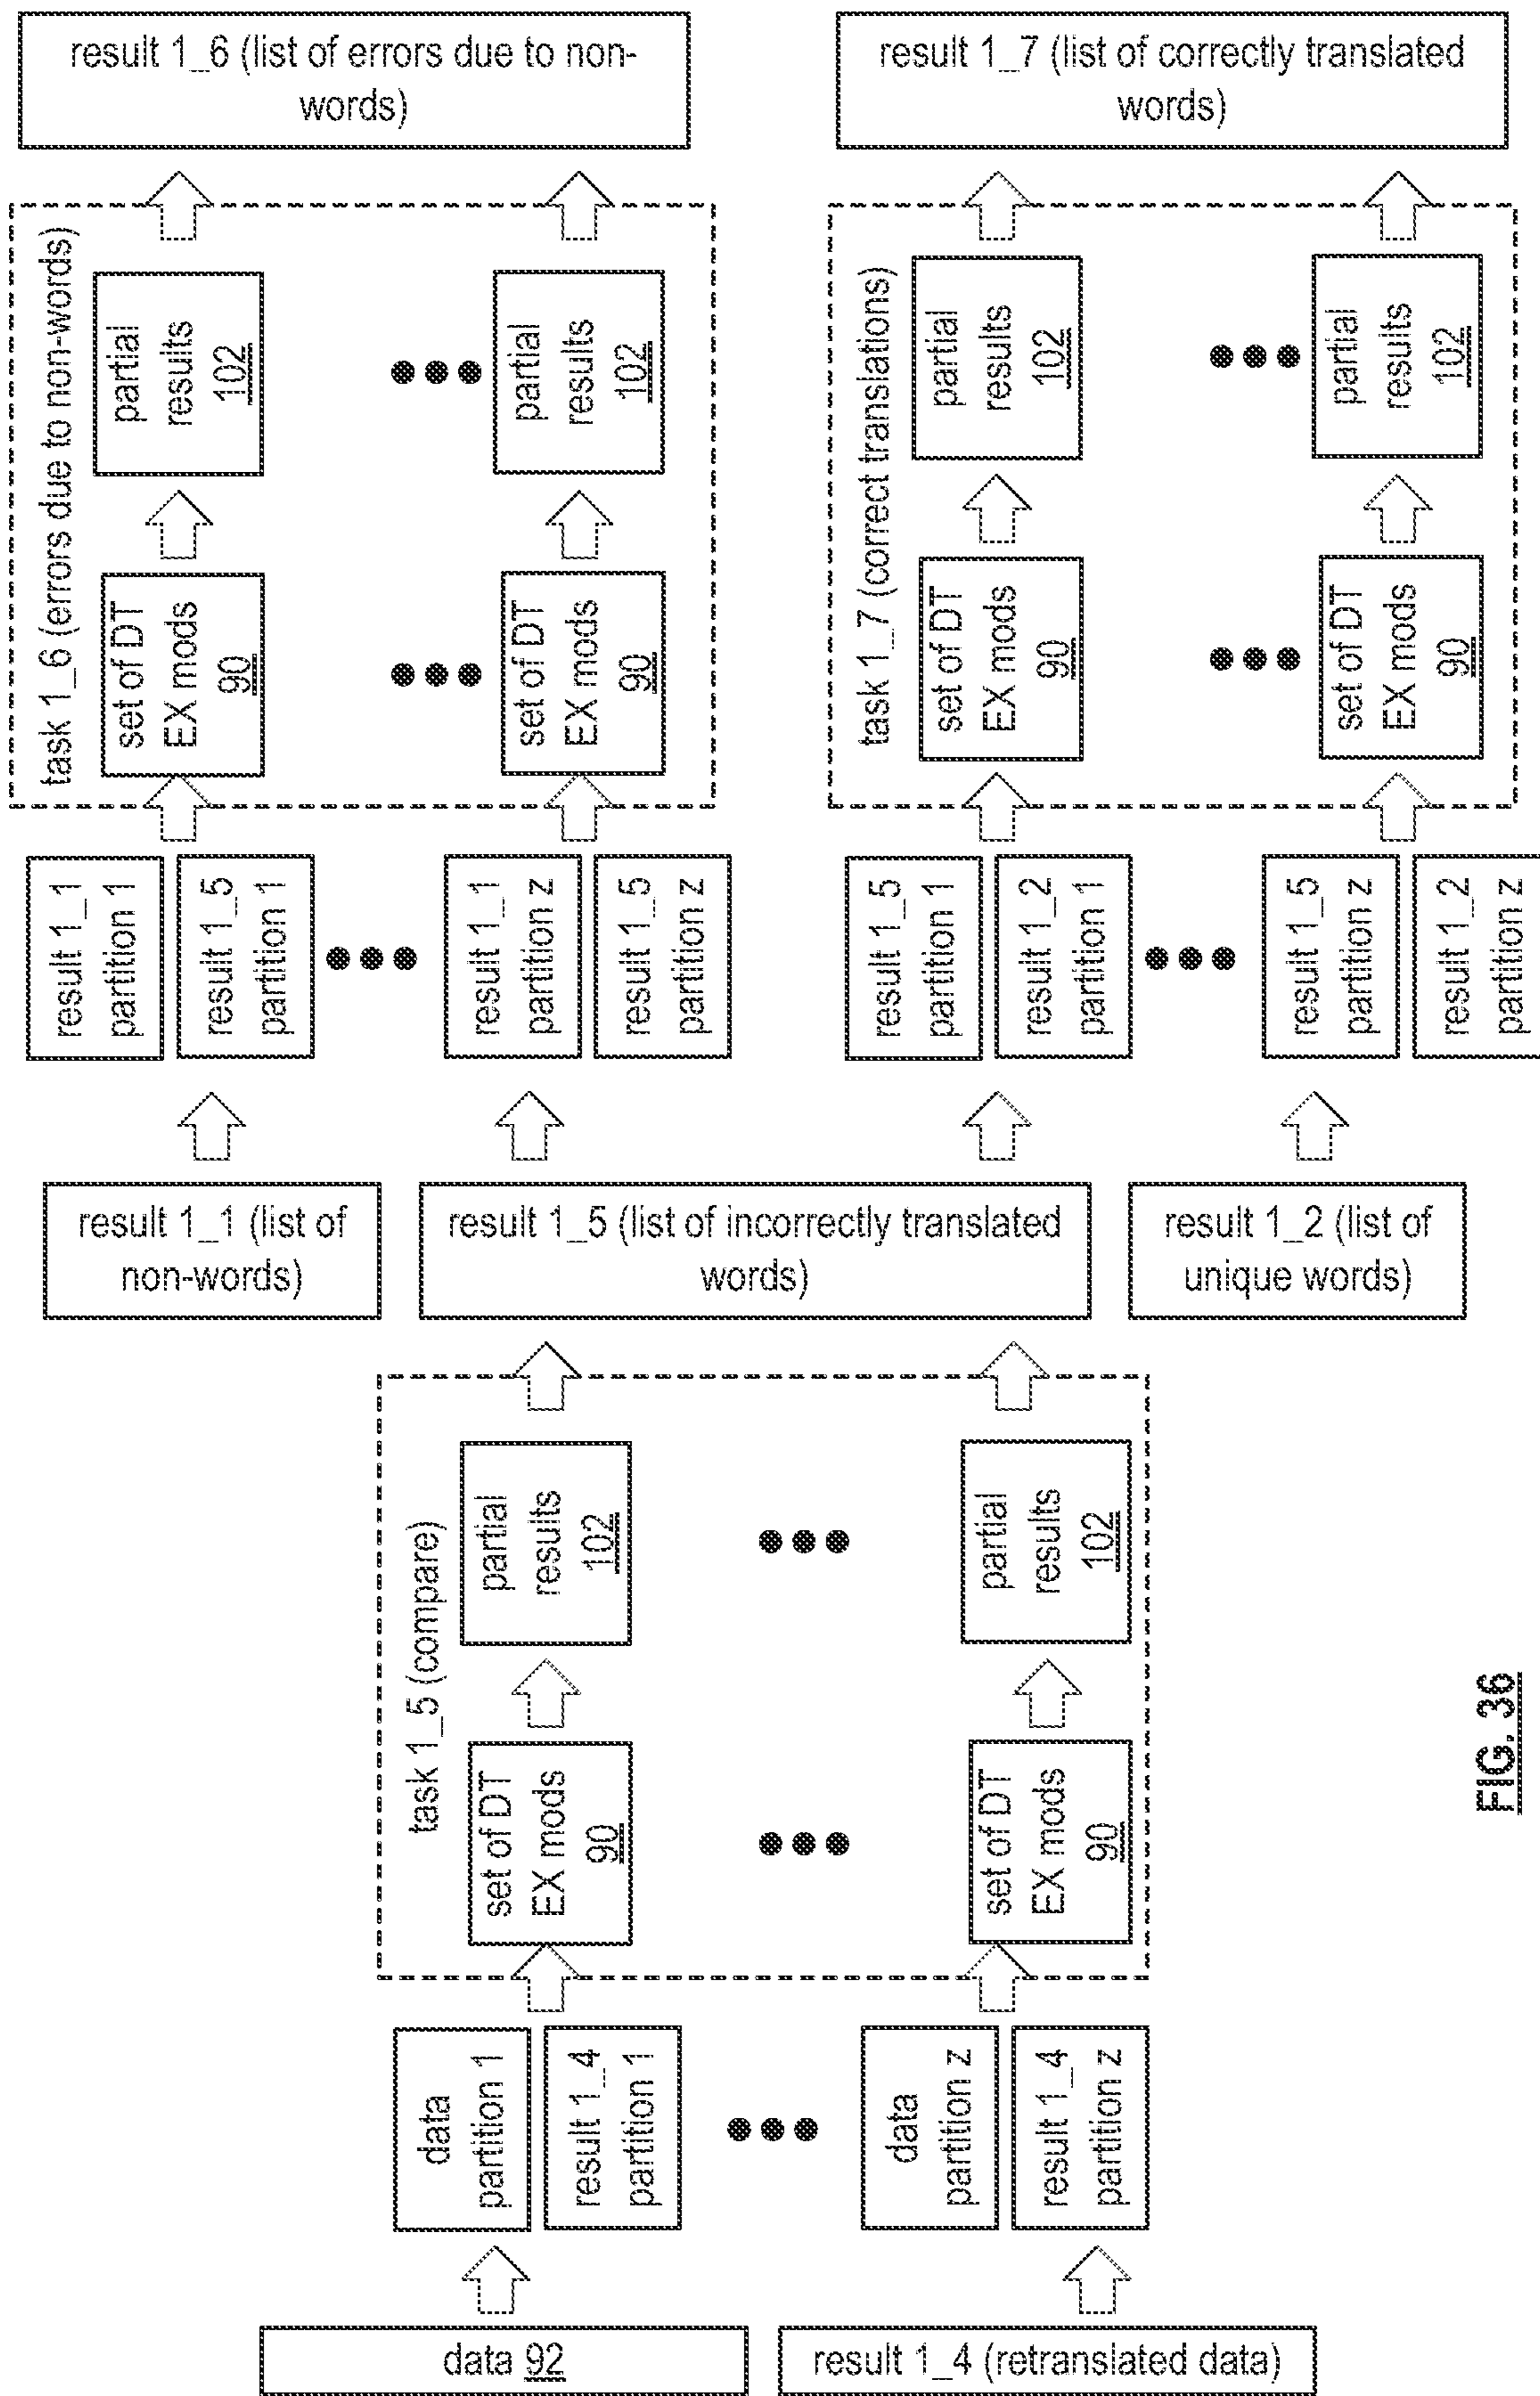 data 92
result 1_4 (retranslated data)
data
partition 1
result 1_4
partition 1
data
partition z
result 1_4
partition z
task 1_5 (compare)
set of DT
EX mods
90
partial
results
102
set of DT
EX mods
90
partial
results
102
result 1_1 (list of
non-words)
result 1_5 (list of incorrectly translated
words)
result 1_2 (list of
unique words)
result 1_1
partition 1
result 1_5
partition 1
result 1_1
partition z
result 1_5
partition z
task 1_6 (errors due to non-words)
set of DT
EX mods
90
partial
results
102
set of DT
EX mods
90
partial
results
102
result 1_6 (list of errors due to non-
words)
result 1_5
partition 1
result 1_2
partition 1
result 1_5
partition z
result 1_2
partition z
task 1_7 (correct translations)
set of DT
EX mods
90
partial
results
102
set of DT
EX mods
90
partial
results
102
result 1_7 (list of correctly translated
words)
FIG. 36